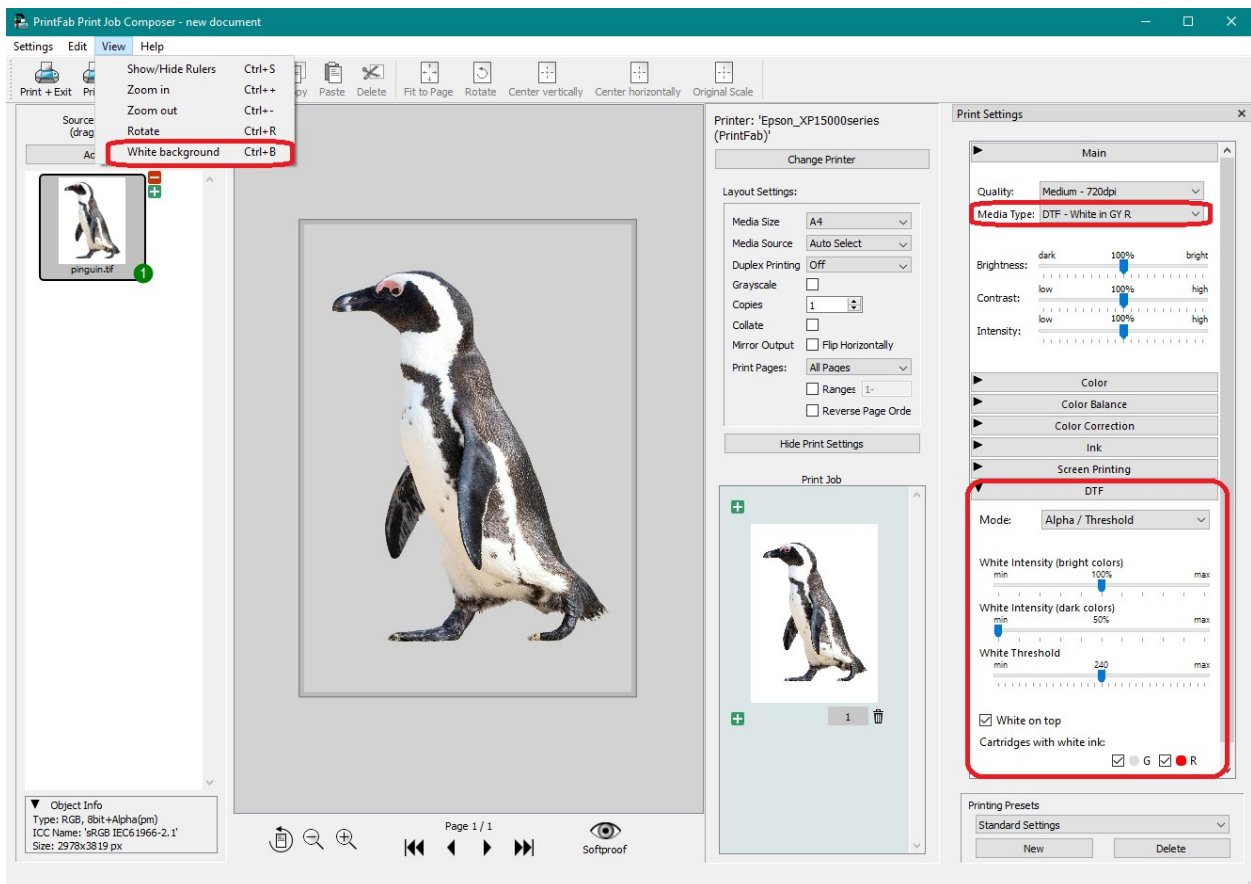 PrintFab Print Job Composer - new document
Settings Edit View Help
Show/Hide Rulers Ctrl+S
Zoom in Ctrl++
Zoom out Ctrl+-
Rotate Ctrl+R
White background Ctrl+B
Print + Exit Pri
py Paste Delete Fit to Page Rotate Center vertically Center horizontally Original Scale
Source
(drag
Ac
pinguin.tif
1
Object Info
Type: RGB, 8bit+Alpha(pm)
ICC Name: 'sRGB IEC61966-2.1'
Size: 2978x3819 px
Page 1 / 1
Softproof
Printer: 'Epson_XP15000series
(PrintFab)'
Change Printer
Layout Settings:
Media Size A4
Media Source Auto Select
Duplex Printing Off
Grayscale
Copies 1
Collate
Mirror Output Flip Horizontally
Print Pages: All Pages
Ranges 1-
Reverse Page Orde
Hide Print Settings
Print Job
1
Print Settings
Main
Quality: Medium - 720dpi
Media Type: DTF - White in GY R
dark 100% bright
Brightness:
low 100% high
Contrast:
low 100% high
Intensity:
Color
Color Balance
Color Correction
Ink
Screen Printing
DTF
Mode: Alpha / Threshold
White Intensity (bright colors)
min 100% max
White Intensity (dark colors)
min 50% max
White Threshold
min 240 max
White on top
Cartridges with white ink:
G R
Printing Presets
Standard Settings
New Delete